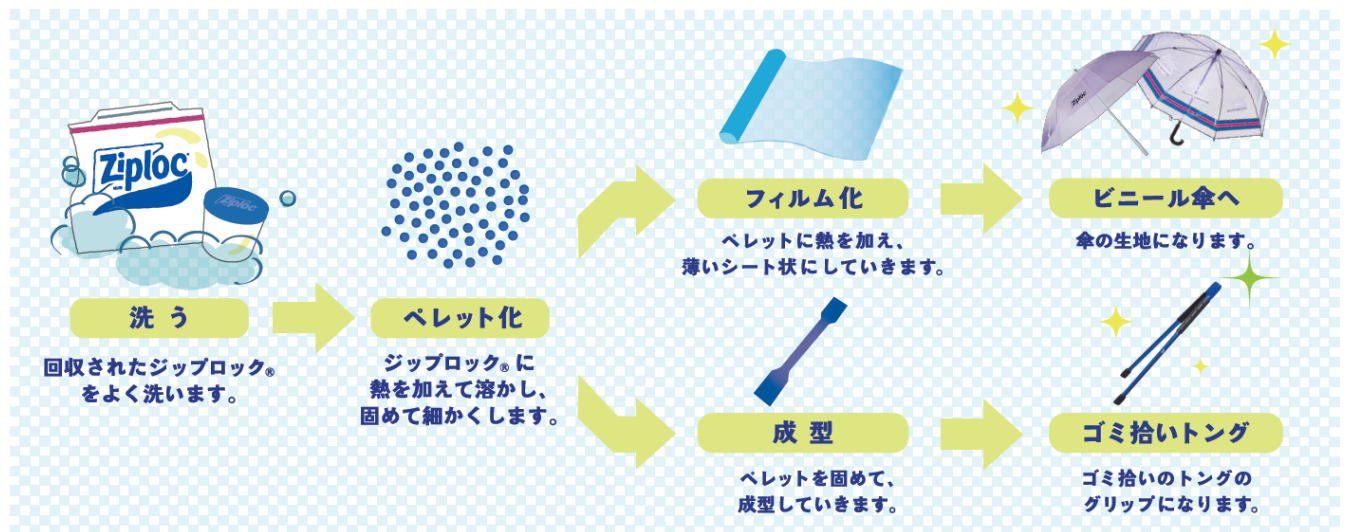 Ziploc
Ziploc
洗う
回収されたジップロック®
をよく洗います。
ペレット化
ジップロック®に
熱を加えて溶かし、
固めて細かくします。
フィルム化
ペレットに熱を加え、
薄いシート状にしていきます。
Ziploc
ビニール傘へ
傘の生地になります。
成型
ペレットを固めて、
成型していきます。
ゴミ拾いトング
ゴミ拾いのトングの
グリップになります。